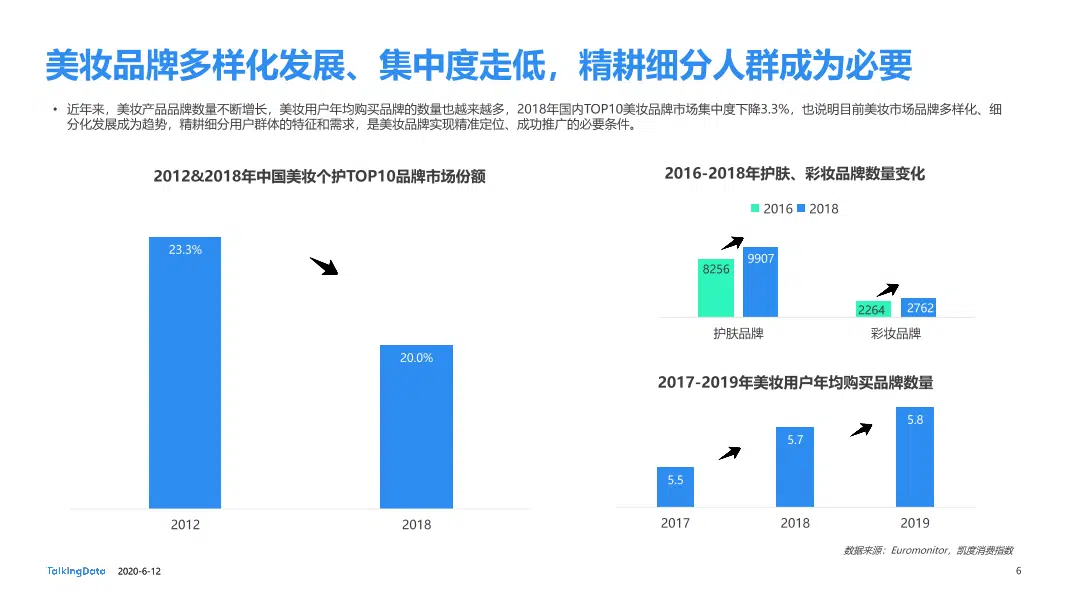 美妆品牌多样化发展、集中度走低，精耕细分人群成为必要
• 近年来，美妆产品品牌数量不断增长，美妆用户年均购买品牌的数量也越来越多，2018年国内TOP10美妆品牌市场集中度下降3.3%，也说明目前美妆市场品牌多样化、细
分化发展成为趋势，精耕细分用户群体的特征和需求，是美妆品牌实现精准定位、成功推广的必要条件。
2012&2018年中国美妆个护TOP10品牌市场份额
23.3%
20.0%
2012
2018
2016-2018年护肤、彩妆品牌数量变化
2016 2018
8256
9907
2264
2762
护肤品牌
彩妆品牌
2017-2019年美妆用户年均购买品牌数量
5.5
5.7
5.8
2017
2018
2019
数据来源：Euromonitor，凯度消费指数
TalkingData 2020-6-12
6